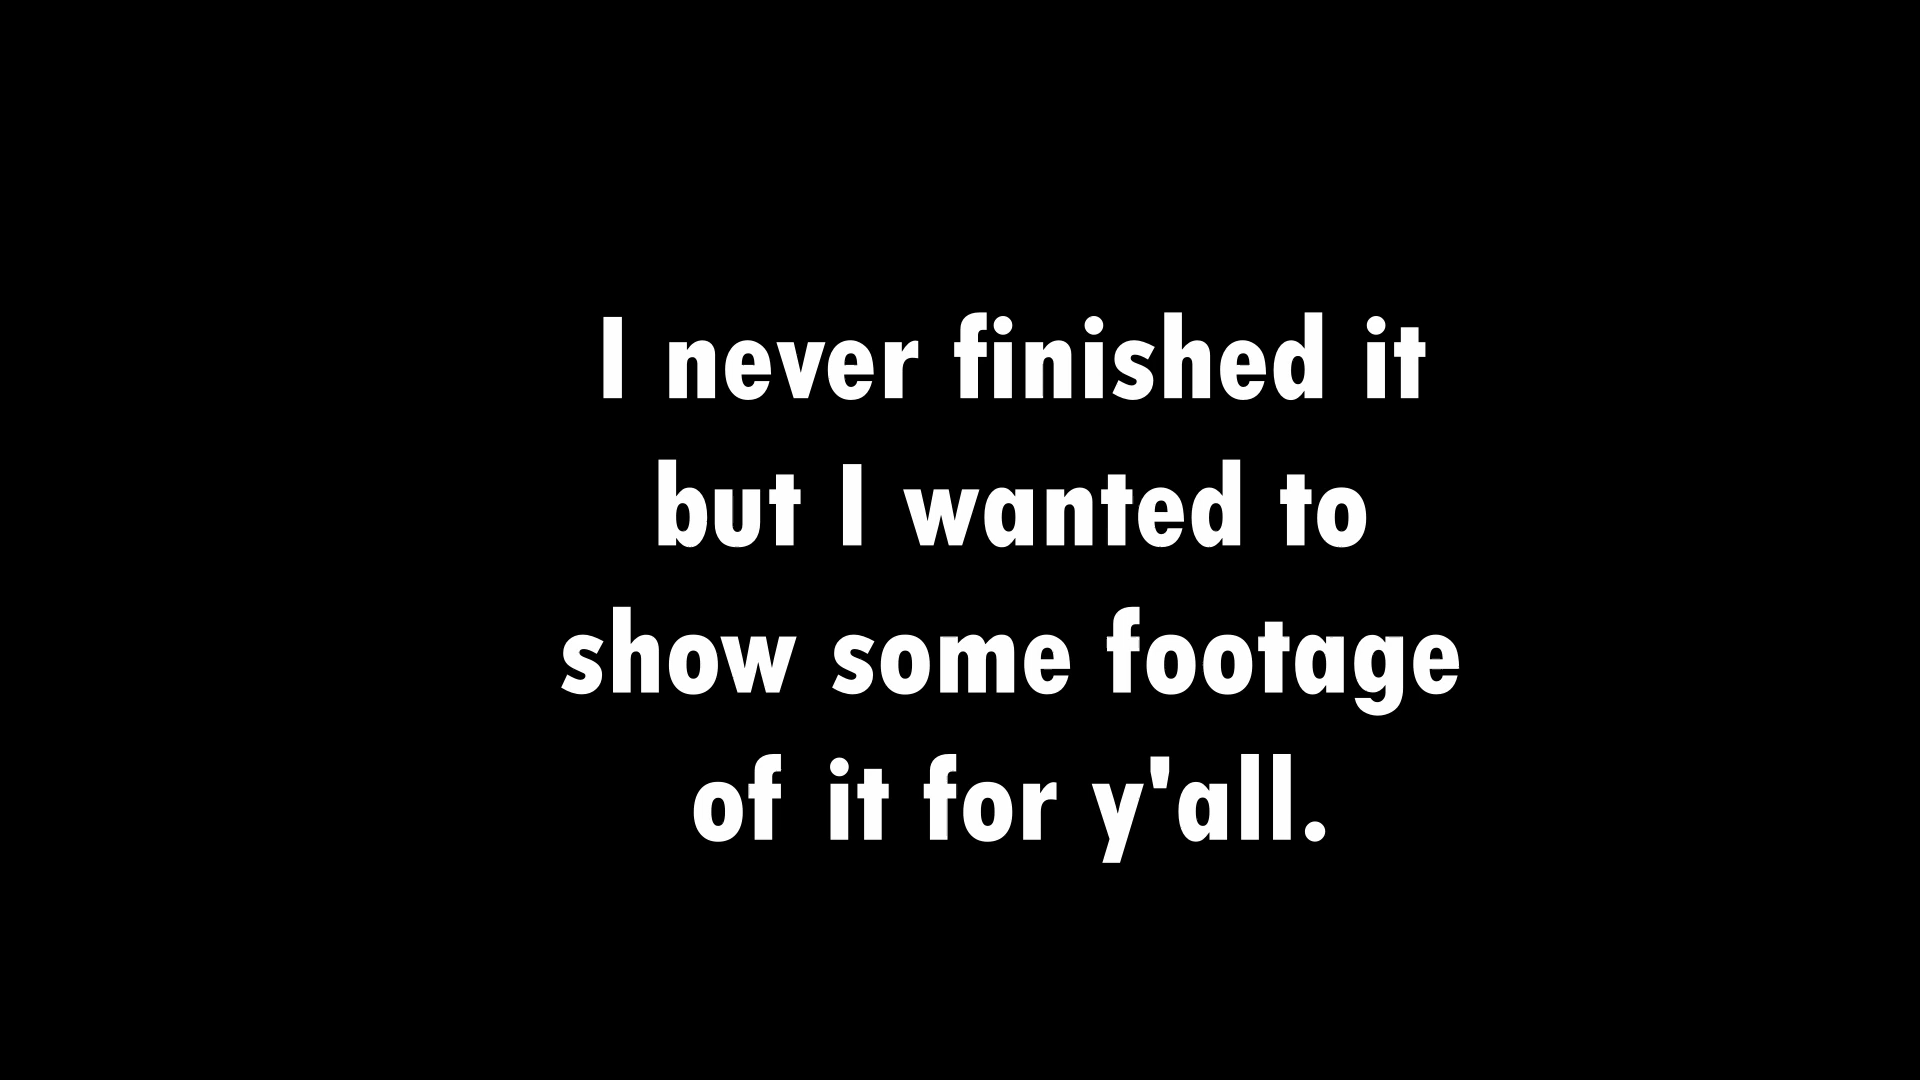 I never finished it
but I wanted to
show some footage
of it for y'all.